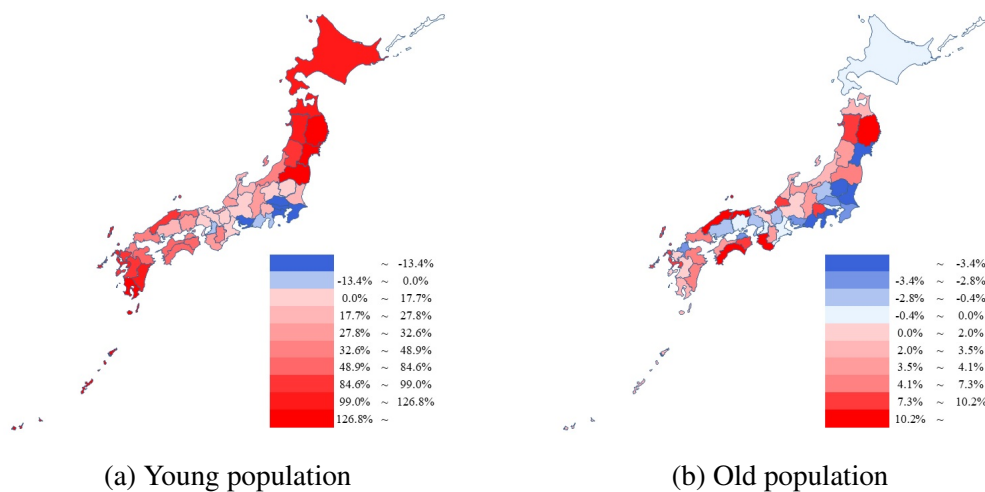 ~ -13.4%
-13.4% ~ 0.0%
0.0% ~ 17.7%
17.7% ~ 27.8%
27.8% ~ 32.6%
32.6% ~ 48.9%
48.9% ~ 84.6%
84.6% ~ 99.0%
99.0% ~ 126.8%
126.8% ~
(a) Young population
~ -3.4%
-3.4% ~ -2.8%
-2.8% ~ -0.4%
-0.4% ~ 0.0%
0.0% ~ 2.0%
2.0% ~ 3.5%
3.5% ~ 4.1%
4.1% ~ 7.3%
7.3% ~ 10.2%
10.2% ~
(b) Old population